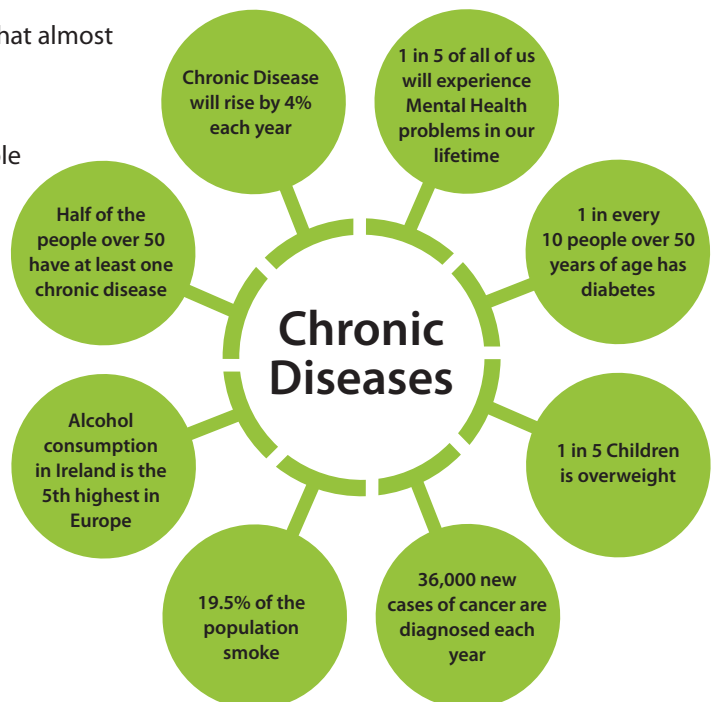 hat almost
Chronic Disease
will rise by 4%
each year
1 in 5 of all of us
will experience
Mental Health
problems in our
lifetime
1 in every
10 people over 50
years of age has
diabetes
1 in 5 Children
is overweight
36,000 new
cases of cancer are
diagnosed each
year
19.5% of the
population
smoke
Alcohol
consumption
in Ireland is the
5th highest in
Europe
Half of the
people over 50
have at least one
chronic disease
Chronic
Diseases